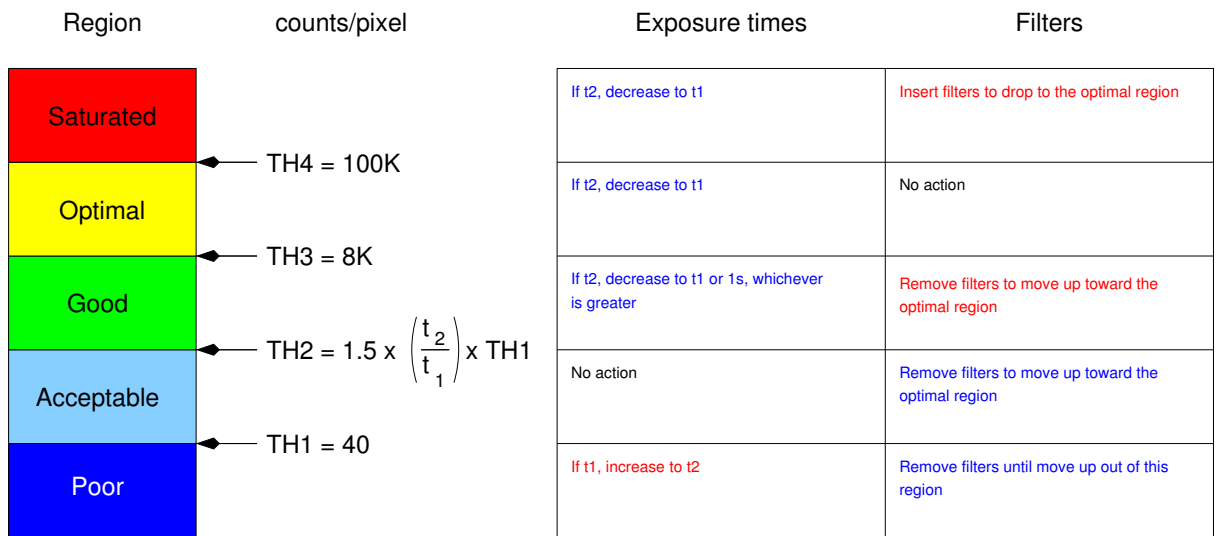 Region counts/pixel Exposure times Filters
Saturated
If t2, decrease to t1
Insert filters to drop to the optimal region
TH4 = 100K
Optimal
If t2, decrease to t1
No action
TH3 = 8K
Good
If t2, decrease to t1 or 1s, whichever
is greater
Remove filters to move up toward the
optimal region
TH2 = 1.5 x (t2/t1) x TH1
Acceptable
No action
Remove filters to move up toward the
optimal region
TH1 = 40
Poor
If t1, increase to t2
Remove filters until move up out of this
region